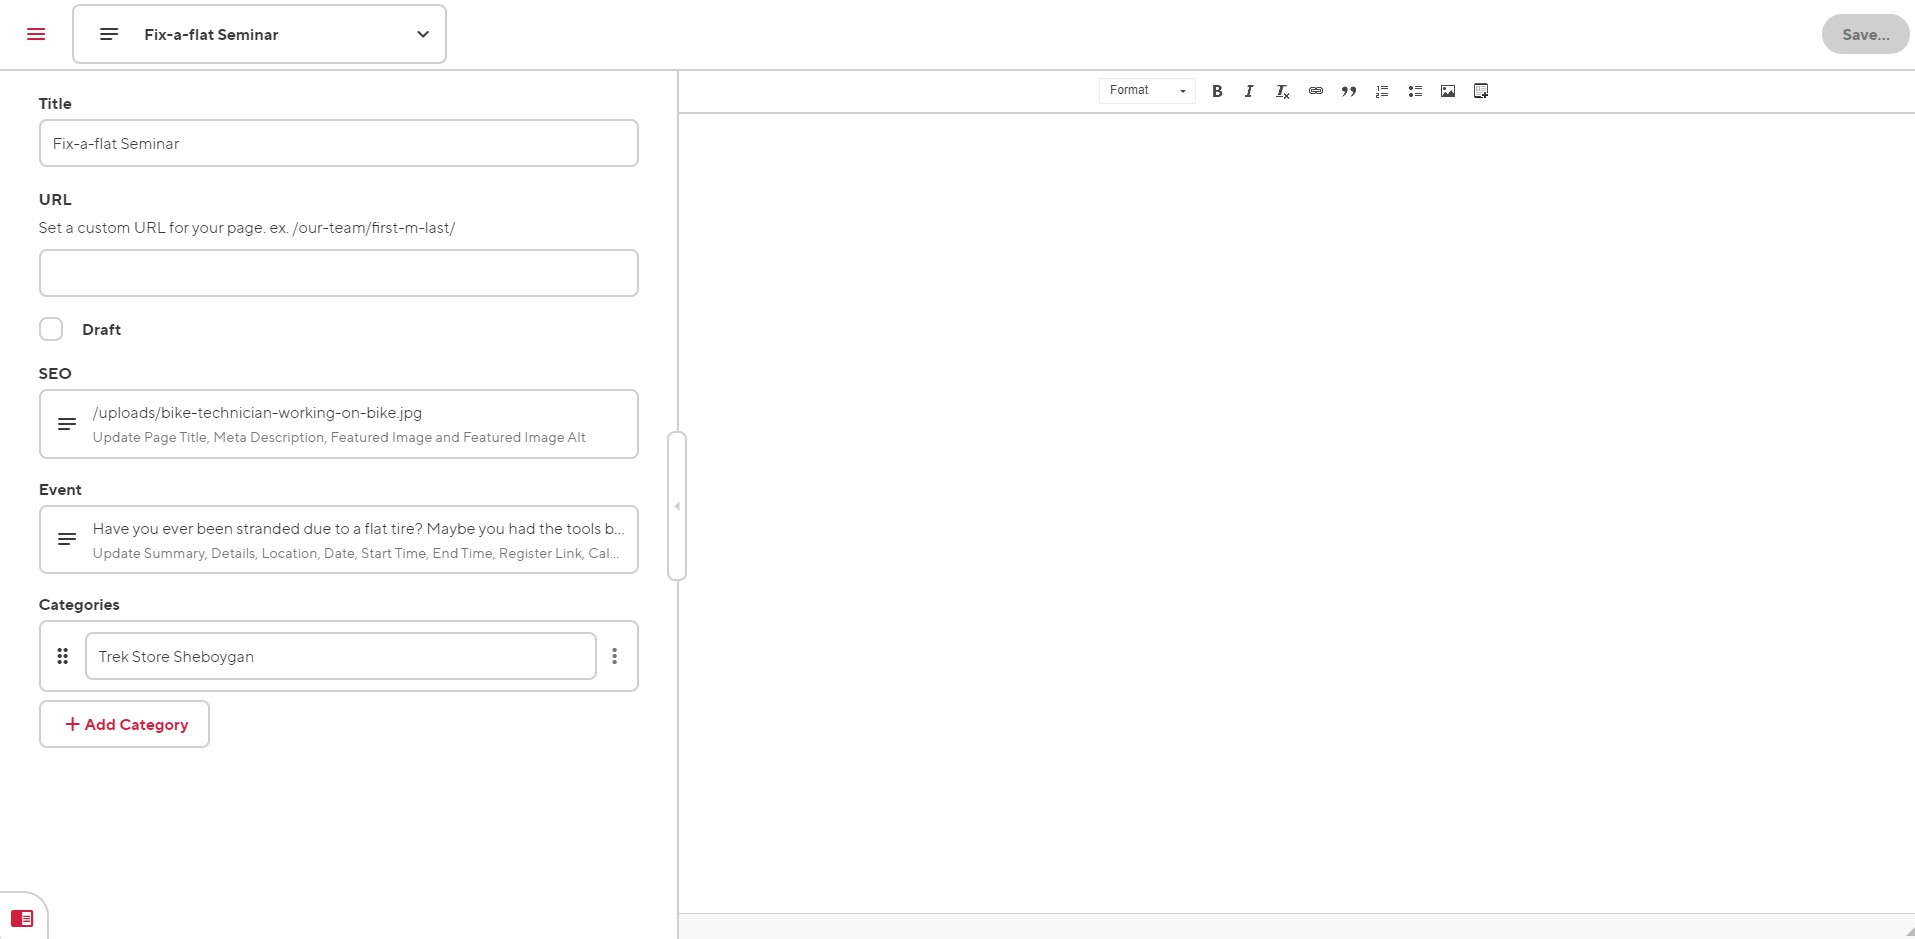 Fix-a-flat Seminar
Save...
Title
Fix-a-flat Seminar
URL
Set a custom URL for your page. ex. /our-team/first-m-last/
Draft
SEO
/uploads/bike-technician-working-on-bike.jpg
Update Page Title, Meta Description, Featured Image and Featured Image Alt
Event
Have you ever been stranded due to a flat tire? Maybe you had the tools b...
Update Summary, Details, Location, Date, Start Time, End Time, Register Link, Cal...
Categories
Trek Store Sheboygan
+ Add Category
Format
B I Tx